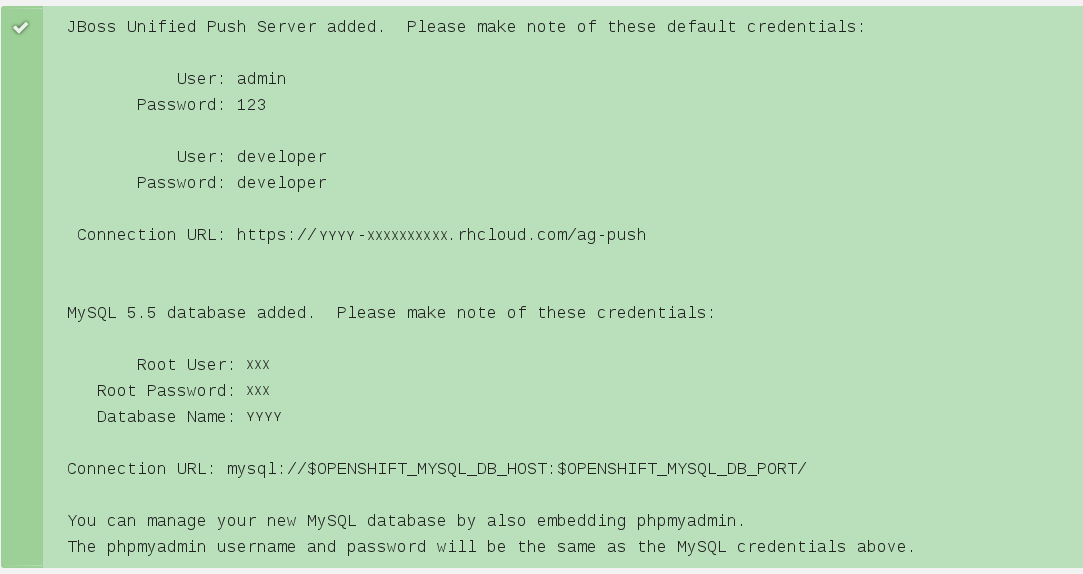 JBoss Unified Push Server added.  Please make note of these default credentials:
User: admin
Password: 123
User: developer
Password: developer
Connection URL: https://YYYY-XXXXXXXXXX.rhcloud.com/ag-push
MySQL 5.5 database added.  Please make note of these credentials:
Root User: XXX
Root Password: XXX
Database Name: YYYY
Connection URL: mysql://$OPENSHIFT_MYSQL_DB_HOST:$OPENSHIFT_MYSQL_DB_PORT/
You can manage your new MySQL database by also embedding phpmyadmin.
The phpmyadmin username and password will be the same as the MySQL credentials above.